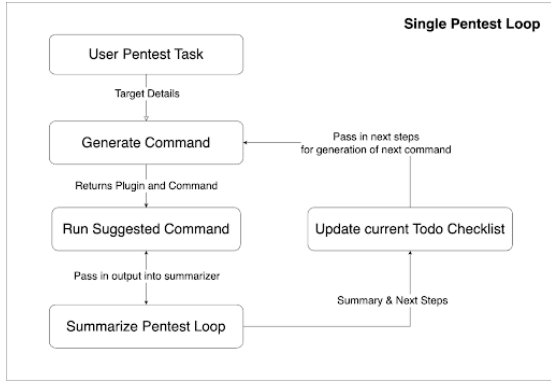 Single Pentest Loop
User Pentest Task
Target Details
Generate Command
Pass in next steps
for generation of next command
Returns Plugin and Command
Run Suggested Command
Update current Todo Checklist
Pass in output into summarizer
Summarize Pentest Loop
Summary & Next Steps